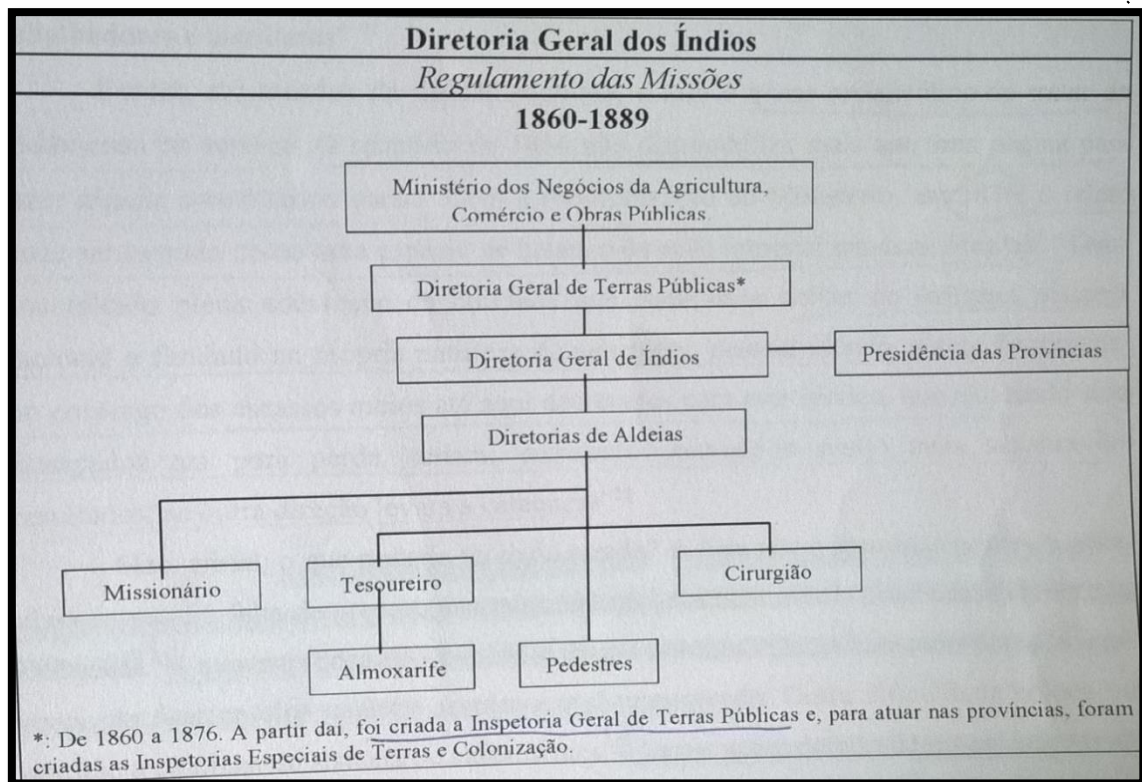 Diretoria Geral dos Índios
Regulamento das Missões
1860-1889
Ministério dos Negócios da Agricultura,
Comércio e Obras Públicas
Diretoria Geral de Terras Públicas*
Diretoria Geral de Índios
Presidência das Províncias
Diretorias de Aldeias
Missionário
Tesoureiro
Cirurgião
Almoxarife
Pedestres
*: De 1860 a 1876. A partir daí, foi criada a Inspetoria Geral de Terras Públicas e, para atuar nas províncias, foram
criadas as Inspetorias Especiais de Terras e Colonização.